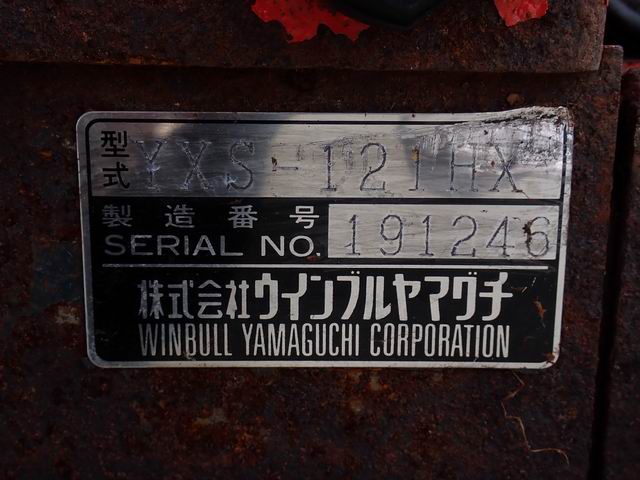 型式 YXS-121HX
製造番号
SERIAL NO. 191246
株式会社ウインブルヤマグチ
WINBULL YAMAGUCHI CORPORATION